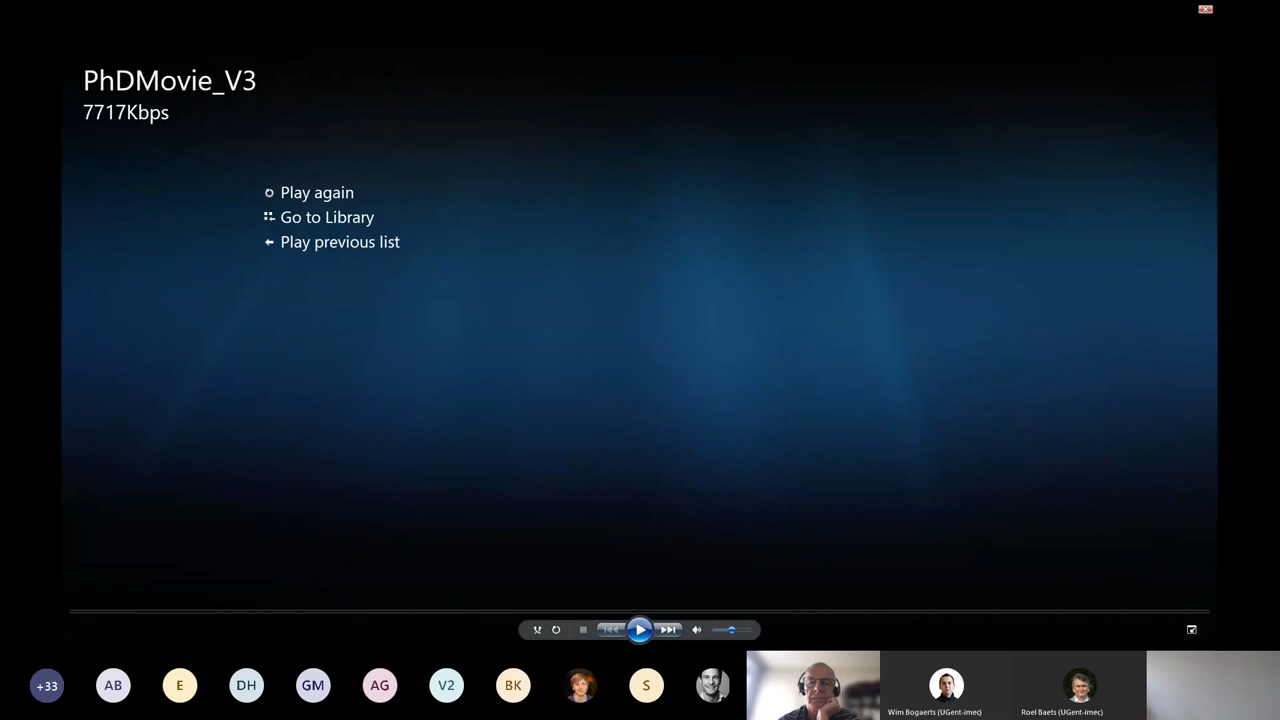 PhDMovie_V3
7717Kbps
Play again
Go to Library
Play previous list
+33
AB
E
DH
GM
AG
V2
BK
S
Wim Bogaerts (UGent-imec)
Roel Baets (UGent-imec)